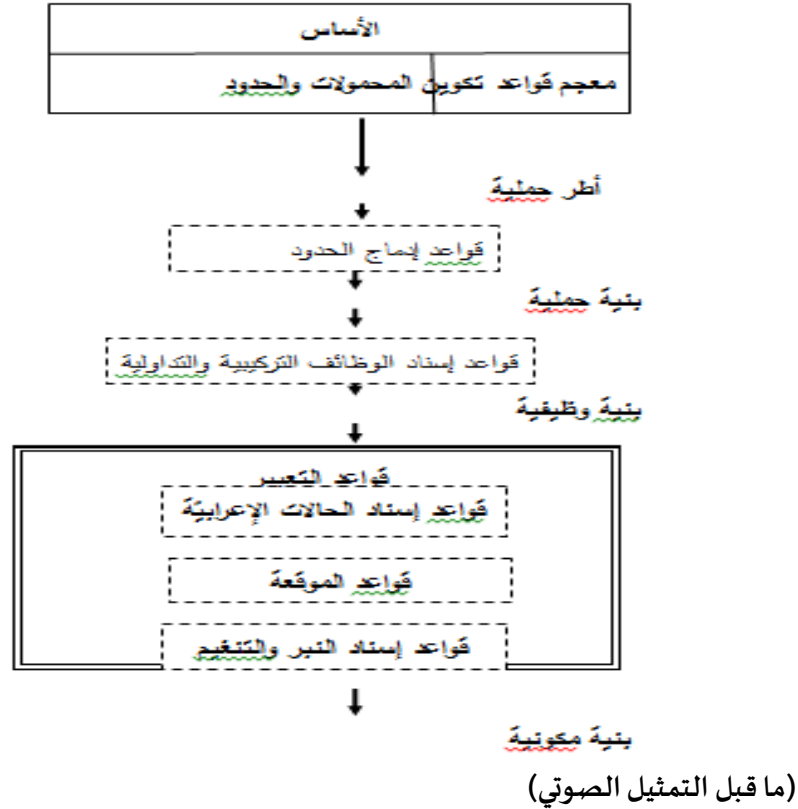 الأساس
معجم قواعد تكوين المحمولات والحدود
أطر حملية
قواعد إدماج الحدود
بنية حملية
قواعد إسناد الوظائف التركيبية والتداولية
بنية وظيفية
قواعد التعبير
قواعد إسناد الحالات الإعرابيّة
قواعد الموقعة
قواعد إسناد النبر والتنغيم
بنية مكونية
(ما قبل التمثيل الصوتي)